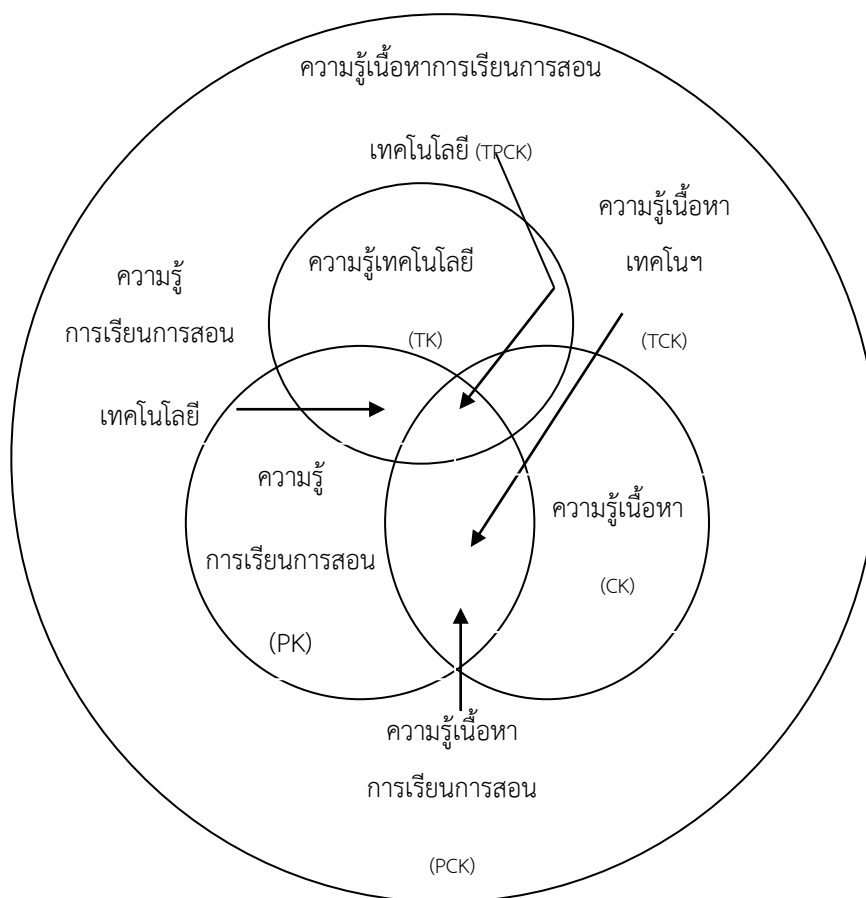 ความรู้เนื้อหาการเรียนการสอน
เทคโนโลยี (TPCK)
ความรู้เนื้อหา
เทคโนฯ
(TCK)
ความรู้เทคโนโลยี
(TK)
ความรู้
การเรียนการสอน
เทคโนโลยี
ความรู้
การเรียนการสอน
(PK)
ความรู้เนื้อหา
(CK)
ความรู้เนื้อหา
การเรียนการสอน
(PCK)